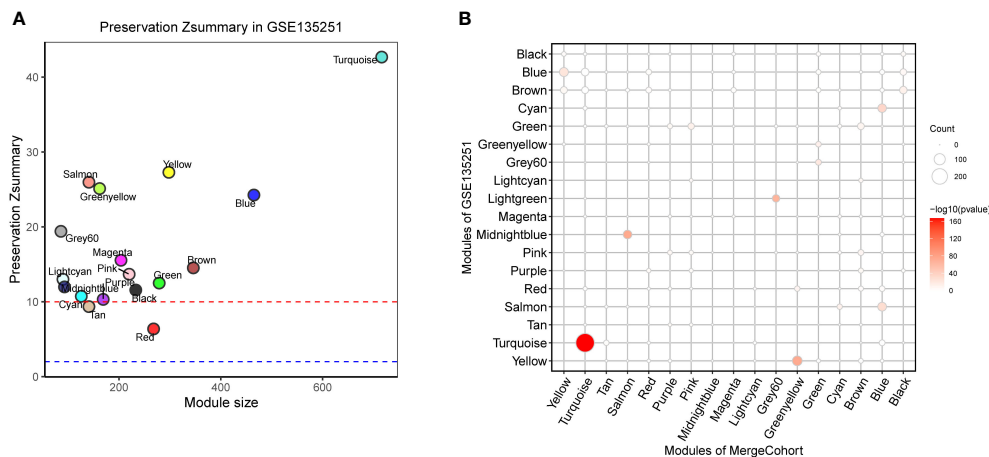 A
Preservation Zsummary in GSE135251
Preservation Zsummary
40
30
20
10
0
Turquoise
Yellow
Salmon
Greenyellow
Blue
Grey60
Magenta
Brown
Lightcyan
Pink
Green
Midnightblue
Purple
Black
Cyan
Tan
Red
200
400
600
Module size
B
Modules of GSE135251
Black
Blue
Brown
Cyan
Green
Greenyellow
Grey60
Lightcyan
Lightgreen
Magenta
Midnightblue
Pink
Purple
Red
Salmon
Tan
Turquoise
Yellow
Yellow
Turquoise
Tan
Salmon
Red
Purple
Pink
Midnightblue
Magenta
Lightcyan
Grey60
Greenyellow
Green
Cyan
Brown
Blue
Black
Modules of MergeCohort
Count
0
100
200
−log10(pvalue)
160
120
80
40
0